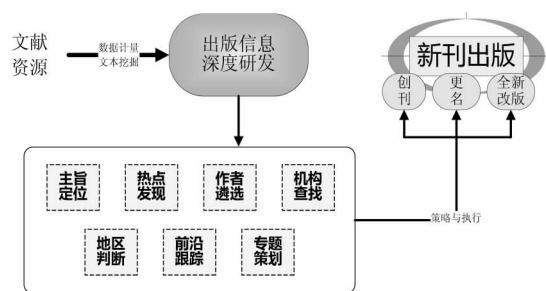 文献
资源
数据计量
文本挖掘
出版信息
深度研发
新刊出版
创
刊
更
名
全新
改版
主旨
定位
热点
发现
作者
遴选
机构
查找
地区
判断
前沿
跟踪
专题
策划
策略与执行